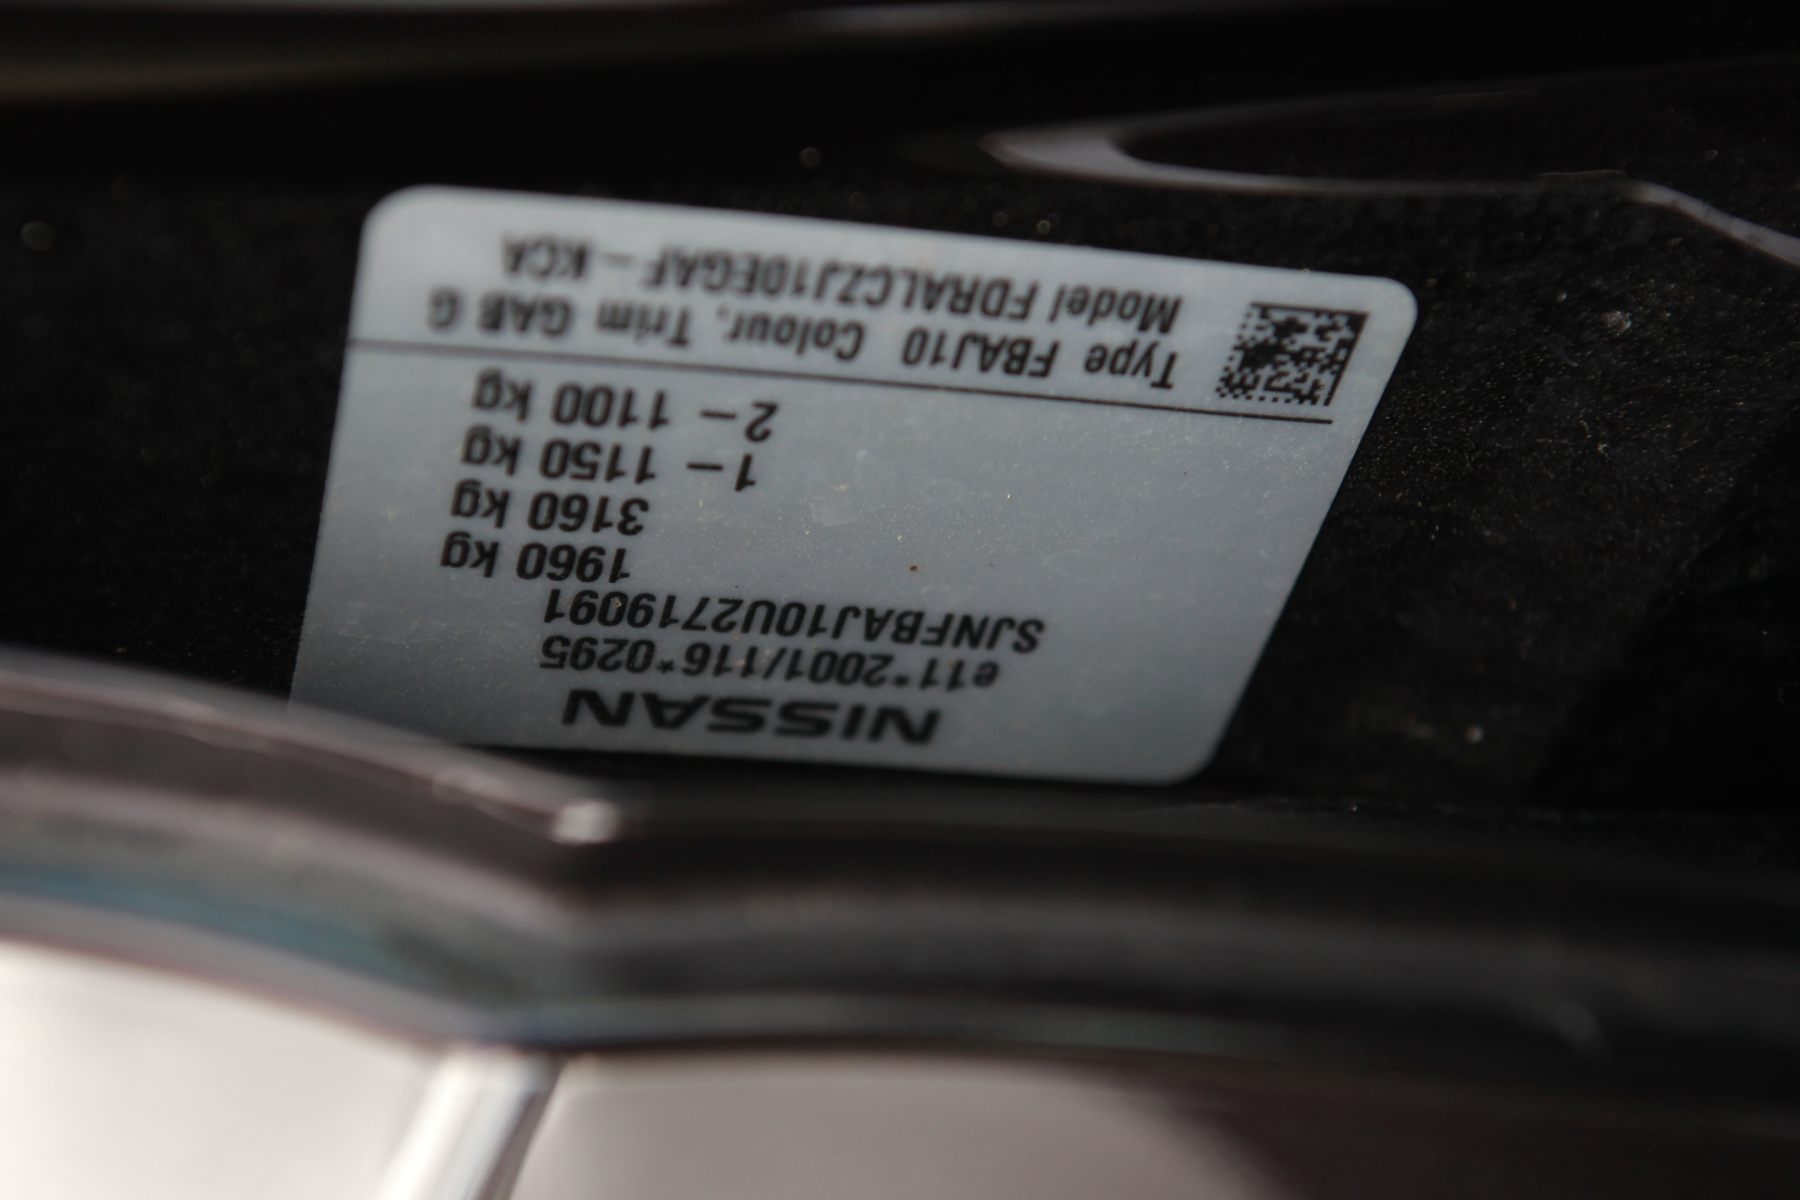 NISSAN
e11*2001/116*0295
SJNFBAJ10U2719091
1960 kg
3160 kg
1 – 1150 kg
2 – 1100 kg
Type FBAJ10 Colour, Trim GAB G
Model FDRALCZJ10EGAF – KCA